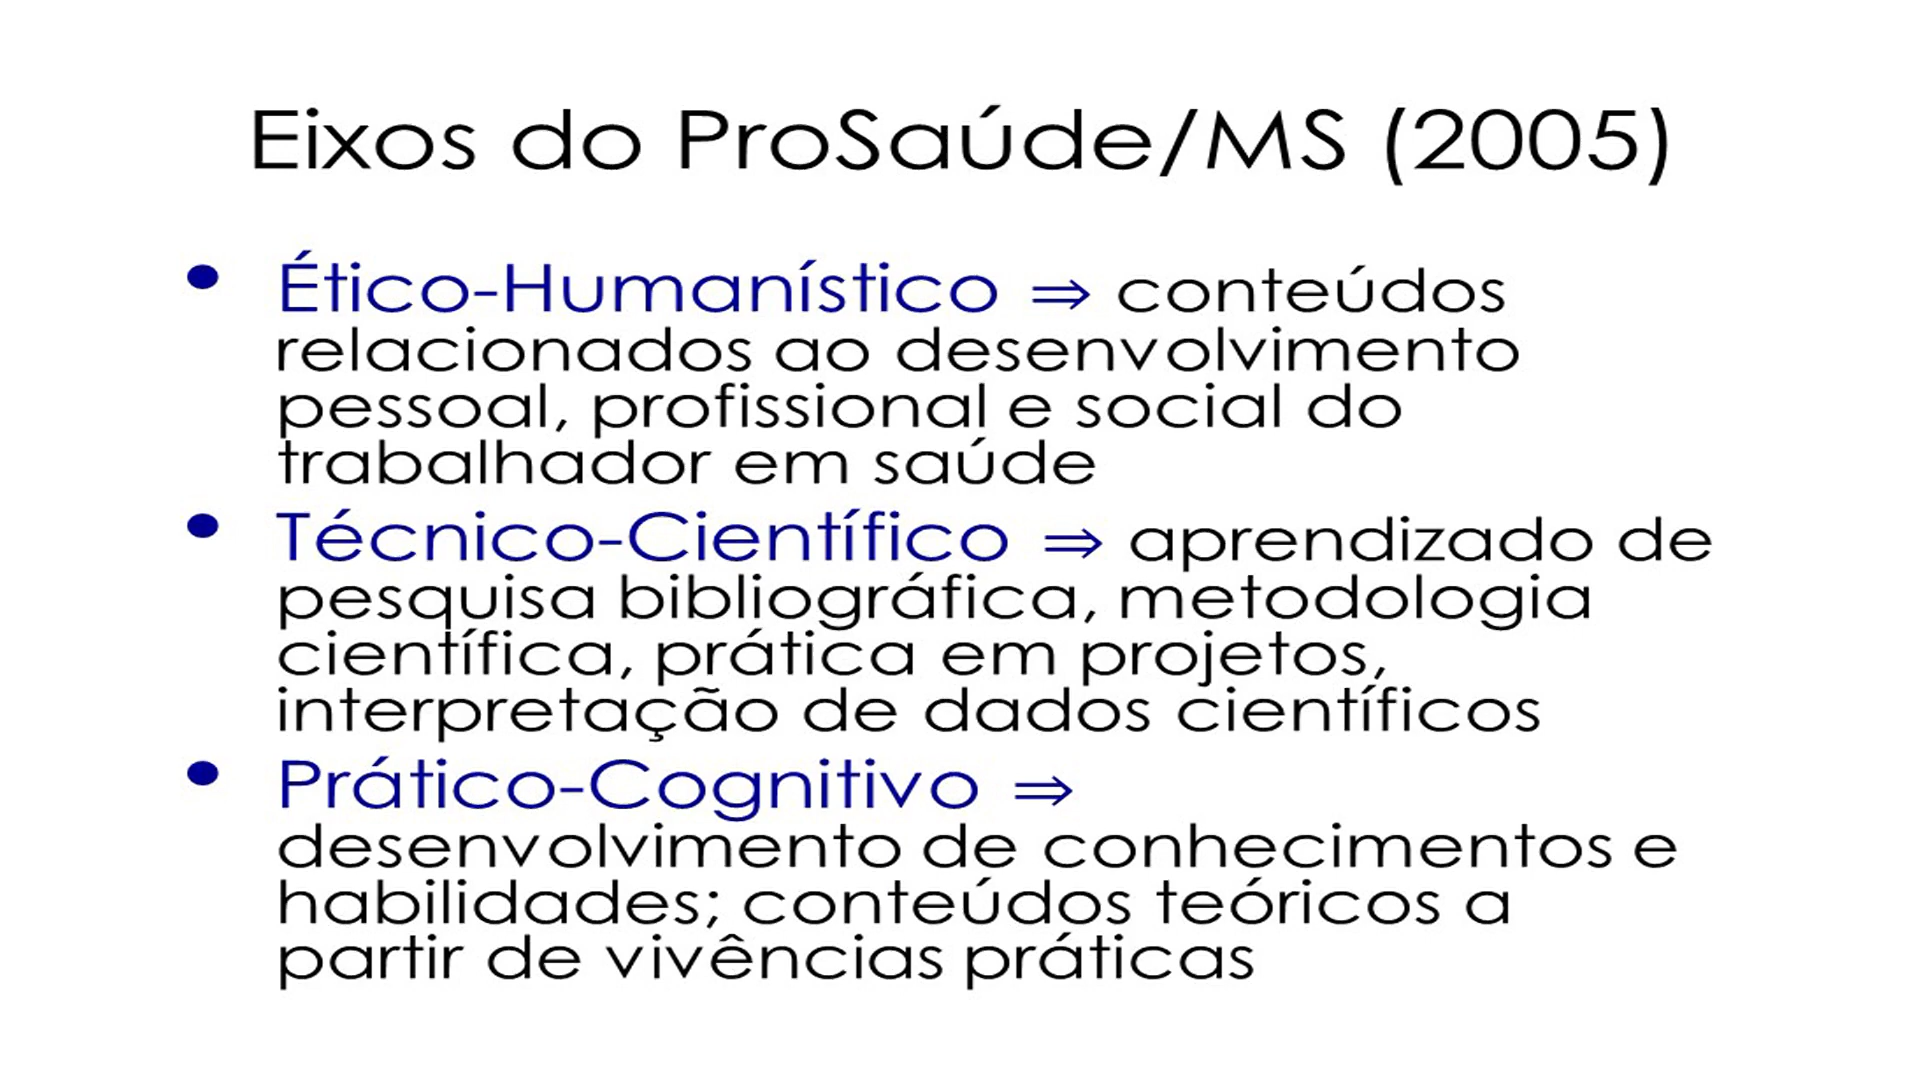 Eixos do ProSaúde/MS (2005)
• Ético-Humanístico ⇒ conteúdos
relacionados ao desenvolvimento
pessoal, profissional e social do
trabalhador em saúde
• Técnico-Científico ⇒ aprendizado de
pesquisa bibliográfica, metodologia
científica, prática em projetos,
interpretação de dados científicos
• Prático-Cognitivo ⇒
desenvolvimento de conhecimentos e
habilidades; conteúdos teóricos a
partir de vivências práticas